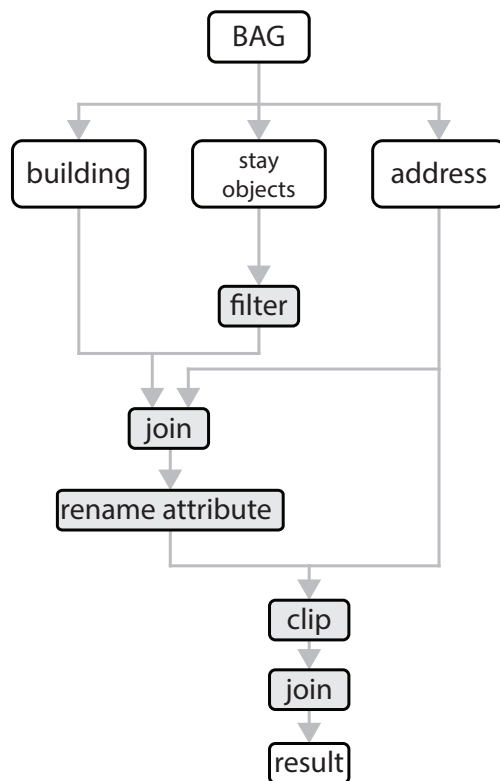 BAG
building
stay
objects
address
filter
join
rename attribute
clip
join
result